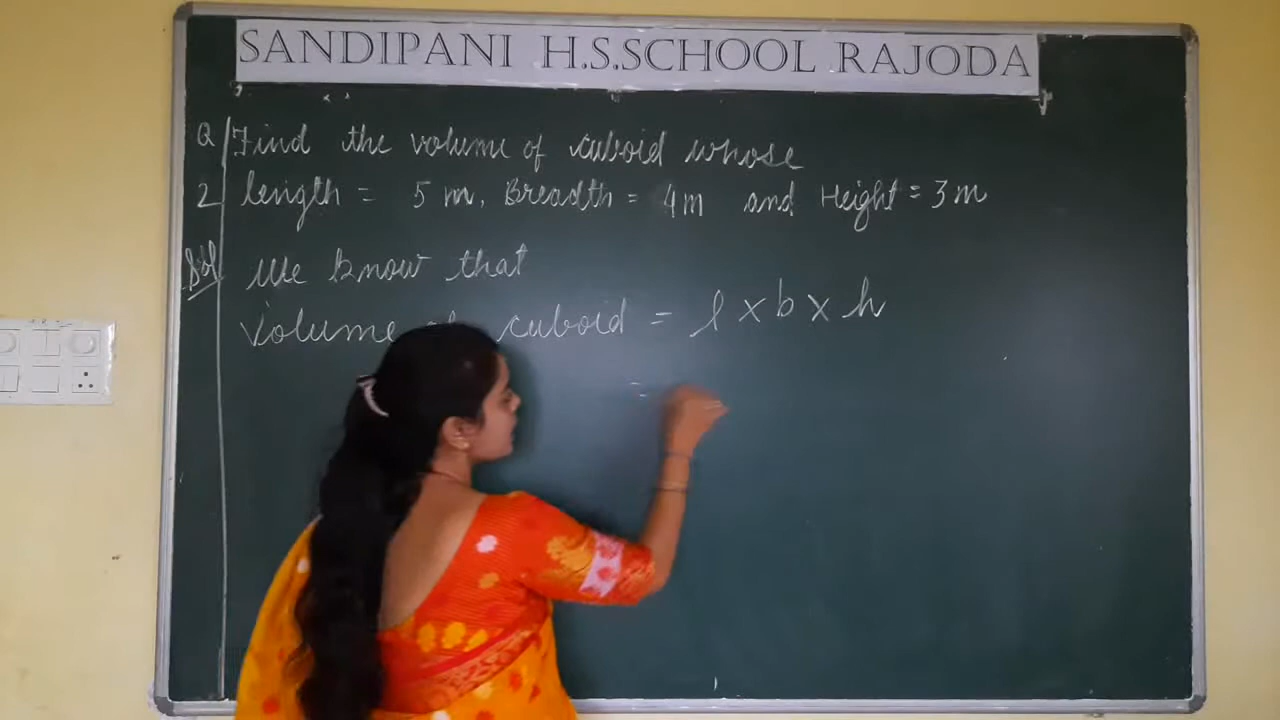 SANDIPANI H.S.SCHOOL RAJODA
Q Find the volume of cuboid whose
2 length = 5 m, Breadth = 4 m and Height = 3 m
Sol We know that
Volume cuboid = l × b × h
=